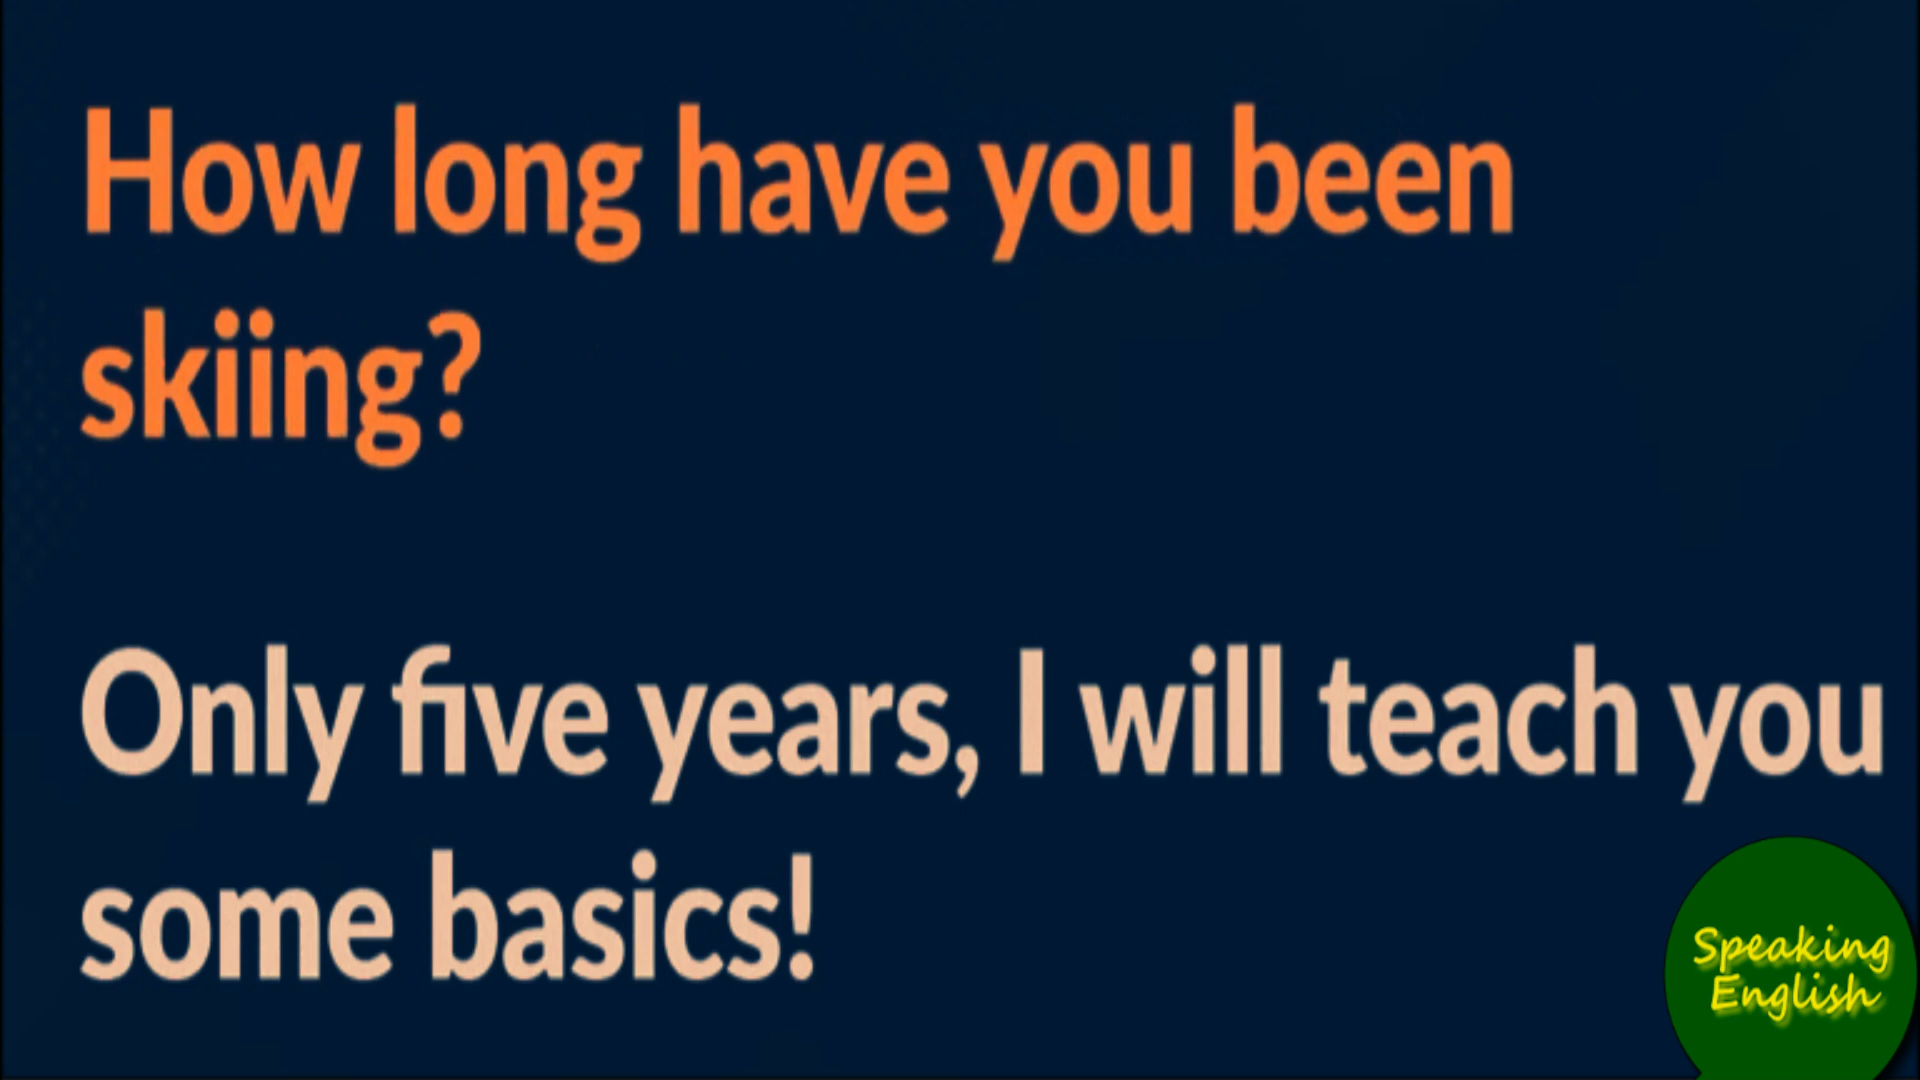 How long have you been
skiing?
Only five years, I will teach you
some basics!
Speaking
English